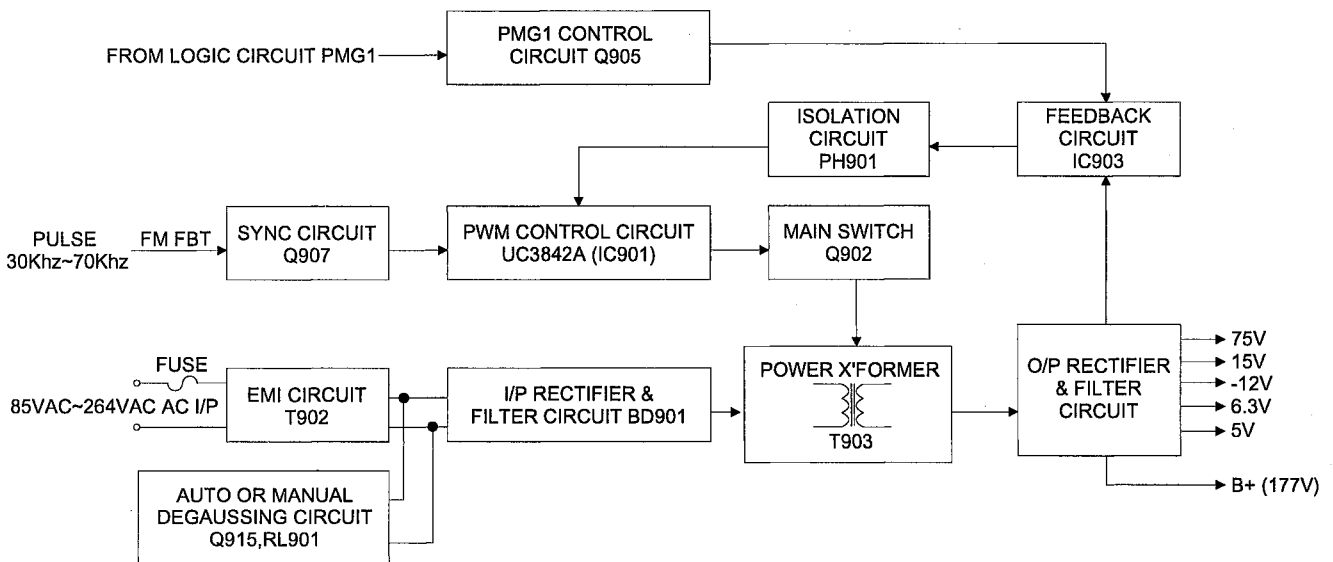 PMG1 CONTROL
CIRCUIT Q905
FROM LOGIC CIRCUIT PMG1
ISOLATION
CIRCUIT
PH901
FEEDBACK
CIRCUIT
IC903
PULSE
30Khz~70Khz
FM FBT
SYNC CIRCUIT
Q907
PWM CONTROL CIRCUIT
UC3842A (IC901)
MAIN SWITCH
Q902
FUSE
85VAC~264VAC AC I/P
EMI CIRCUIT
T902
I/P RECTIFIER &
FILTER CIRCUIT BD901
POWER X'FORMER
T903
O/P RECTIFIER
& FILTER
CIRCUIT
75V
15V
-12V
6.3V
5V
B+ (177V)
AUTO OR MANUAL
DEGAUSSING CIRCUIT
Q915,RL901